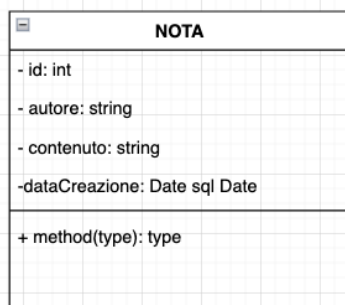 NOTA
- id: int
- autore: string
- contenuto: string
-dataCreazione: Date sql Date
+ method(type): type